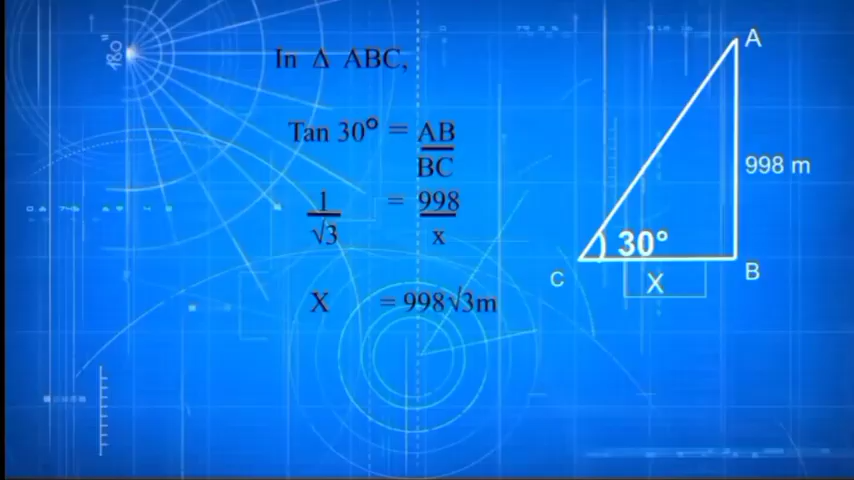 180°
In Δ ABC,
Tan 30° = AB
BC
1 = 998
√3 x
X = 998√3m
A
998 m
30°
C
B
X